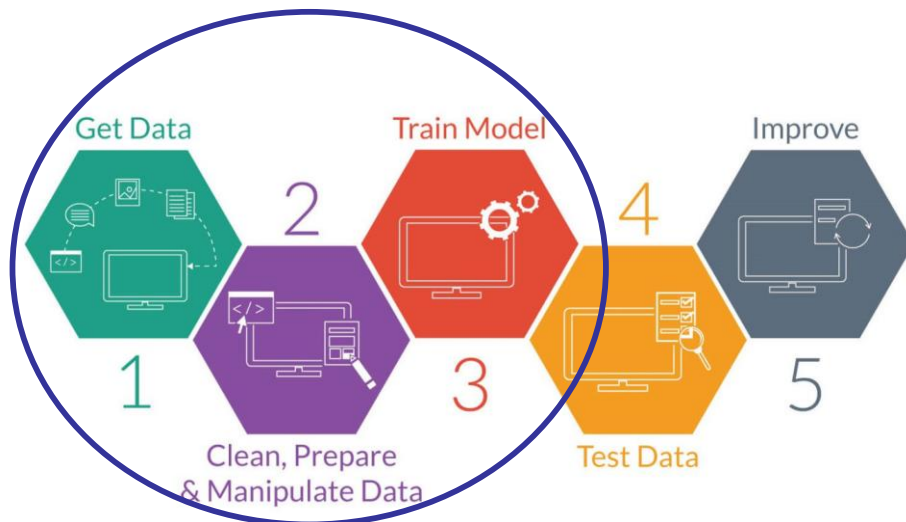 Get Data
</>
1
2
</>
Clean, Prepare
& Manipulate Data
Train Model
3
4
Test Data
Improve
5